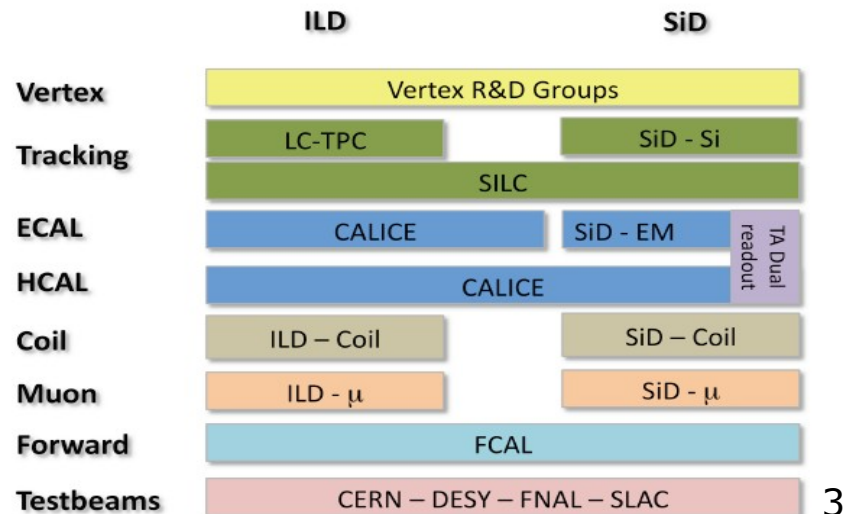 ILD SiD
Vertex Vertex R&D Groups
Tracking LC-TPC SiD - Si
SILC
ECAL CALICE SiD - EM TA Dual readout
HCAL CALICE
Coil ILD – Coil SiD – Coil
Muon ILD - μ SiD - μ
Forward FCAL
Testbeams CERN – DESY – FNAL – SLAC 3